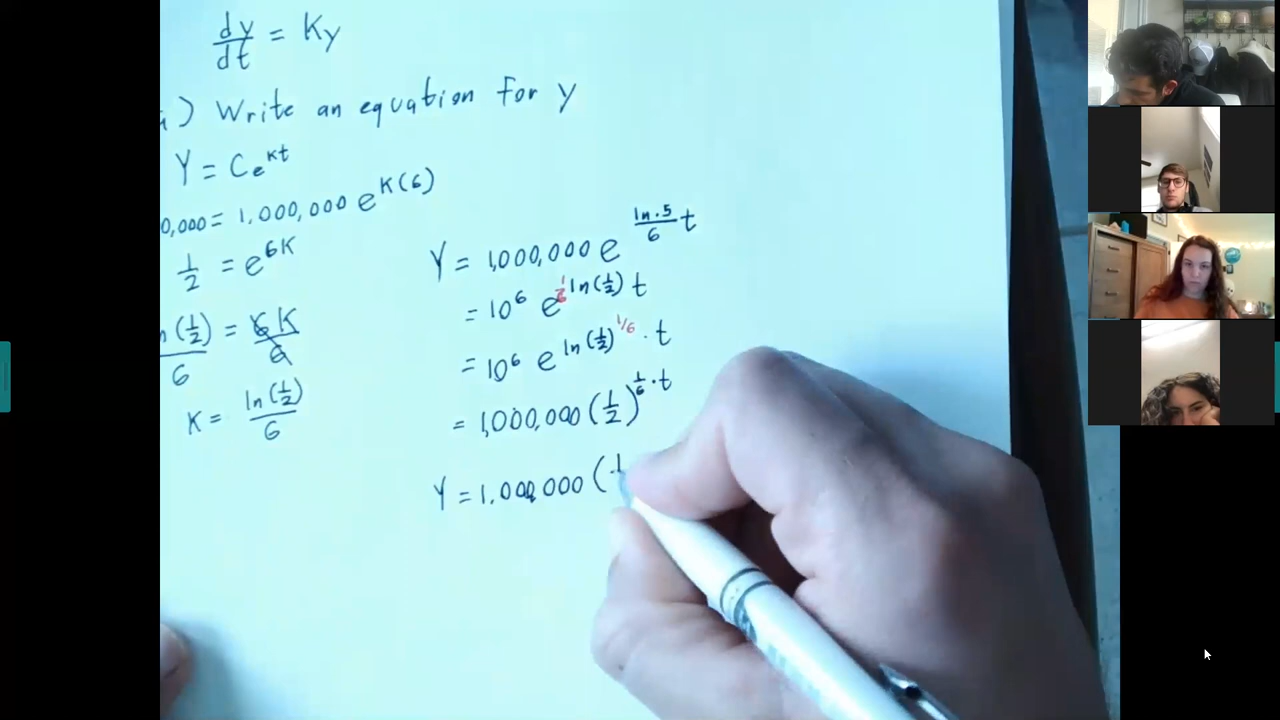 dy/dt = Ky
) Write an equation for y
Y = Ce^kt
0,000 = 1,000,000 e^K(6)
1/2 = e^6K
(1/2)/6 = 6K/6
K = ln(1/2)/6
Y = 1,000,000 e^(ln .5/6 t)
= 10^6 e^(1/6 ln(1/2) t)
= 10^6 e^(ln(1/2)^1/6 · t)
= 1,000,000 (1/2)^(1/6 · t)
Y = 1,000,000 (